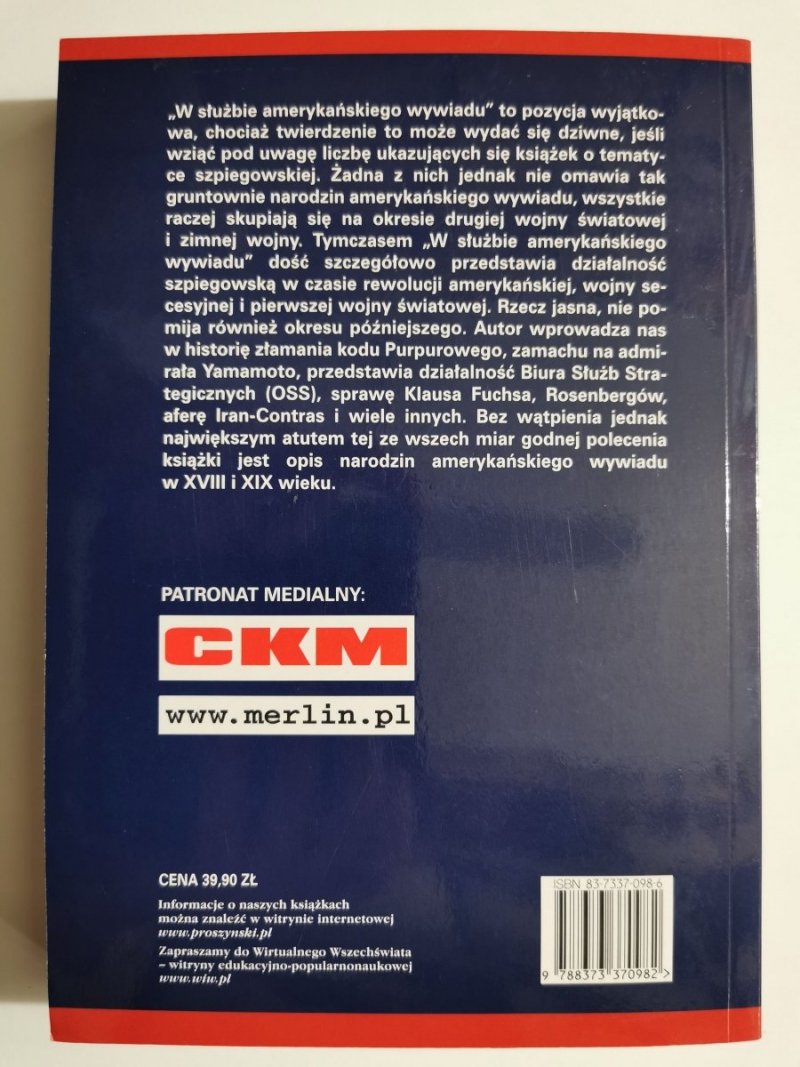 „W służbie amerykańskiego wywiadu” to pozycja wyjątko-
wa, chociaż twierdzenie to może wydać się dziwne, jeśli
wziąć pod uwagę liczbę ukazujących się książek o tematy-
ce szpiegowskiej. Żadna z nich jednak nie omawia tak
gruntownie narodzin amerykańskiego wywiadu, wszystkie
raczej skupiają się na okresie drugiej wojny światowej
i zimnej wojny. Tymczasem „W służbie amerykańskiego
wywiadu” dość szczegółowo przedstawia działalność
szpiegowską w czasie rewolucji amerykańskiej, wojny se-
cesyjnej i pierwszej wojny światowej. Rzecz jasna, nie po-
mija również okresu późniejszego. Autor wprowadza nas
w historię złamania kodu Purpurowego, zamachu na admi-
rała Yamamoto, przedstawia działalność Biura Służb Stra-
tegicznych (OSS), sprawę Klausa Fuchsa, Rosenbergów,
aferę Iran-Contras i wiele innych. Bez wątpienia jednak
największym atutem tej ze wszech miar godnej polecenia
książki jest opis narodzin amerykańskiego wywiadu
w XVIII i XIX wieku.
PATRONAT MEDIALNY:
CKM
www.merlin.pl
CENA 39,90 ZŁ
Informacje o naszych książkach
można znaleźć w witrynie internetowej
www.proszynski.pl
Zapraszamy do Wirtualnego Wszechświata
– witryny edukacyjno-popularnonaukowej
www.wiw.pl
ISBN 83-7337-098-6
9 788373 370982 >